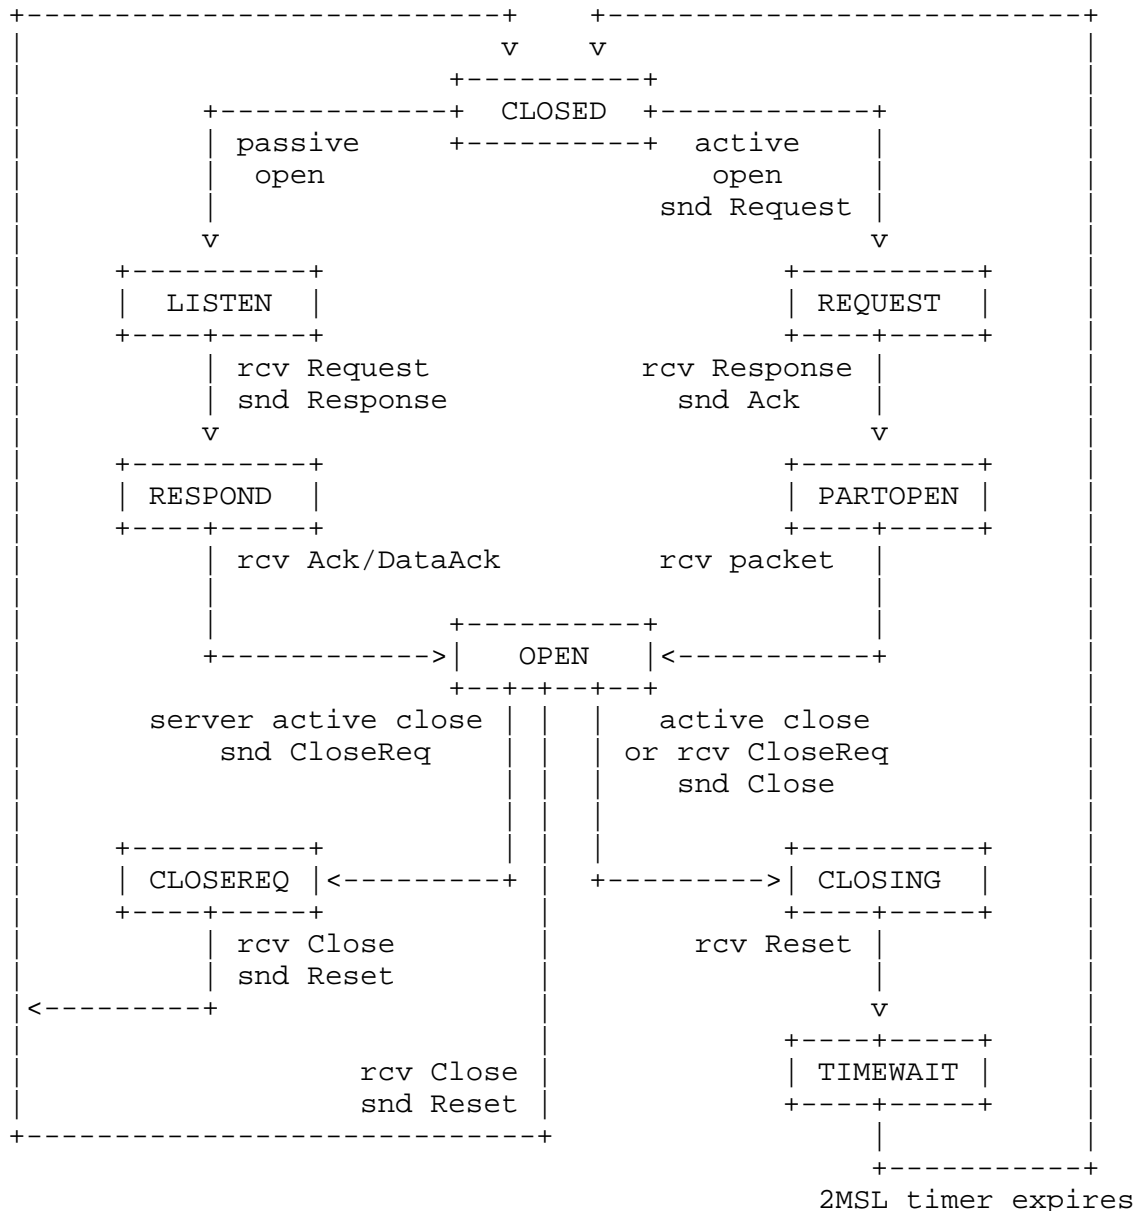 CLOSED
passive active
open open
snd Request
LISTEN REQUEST
rcv Request rcv Response
snd Response snd Ack
RESPOND PARTOPEN
rcv Ack/DataAck rcv packet
OPEN
server active close active close
snd CloseReq or rcv CloseReq
snd Close
CLOSEREQ CLOSING
rcv Close rcv Reset
snd Reset
rcv Close TIMEWAIT
snd Reset
2MSL timer expires